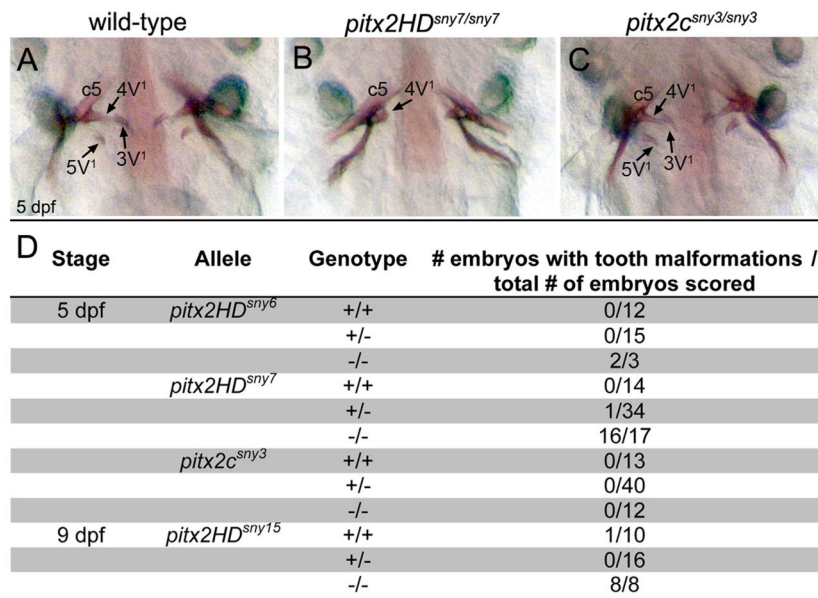 wild-type pitx2HDsny7/sny7 pitx2csny3/sny3
A B C
c5 4V1 c5 4V1 c5 4V1
5V1 3V1 5V1 3V1
5 dpf
D Stage Allele Genotype # embryos with tooth malformations /
total # of embryos scored
5 dpf pitx2HDsny6 +/+ 0/12
+/- 0/15
-/- 2/3
pitx2HDsny7 +/+ 0/14
+/- 1/34
-/- 16/17
pitx2csny3 +/+ 0/13
+/- 0/40
-/- 0/12
9 dpf pitx2HDsny15 +/+ 1/10
+/- 0/16
-/- 8/8